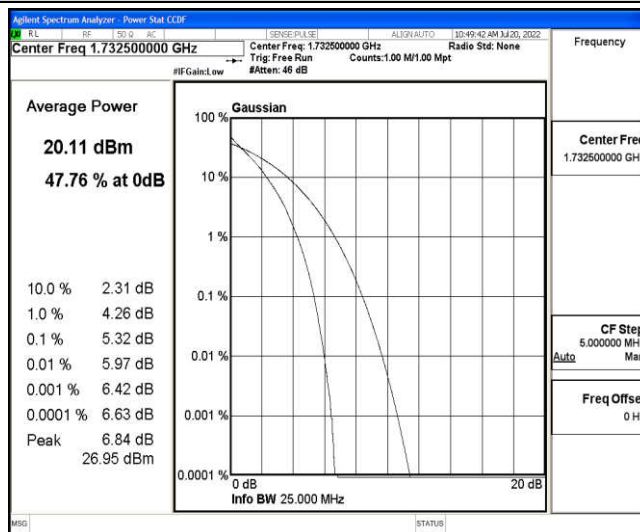 Agilent Spectrum Analyzer - Power Stat CCDF
RL RF 50 Ω AC SENSE:PULSE ALIGN AUTO 10:49:42 AM Jul 20, 2022
Center Freq 1.732500000 GHz
Center Freq: 1.732500000 GHz Radio Std: None
Trig: Free Run Counts:1.00 M/1.00 Mpt
#IFGain:Low #Atten: 46 dB
Frequency
Average Power
20.11 dBm
47.76 % at 0dB
10.0 % 2.31 dB
1.0 % 4.26 dB
0.1 % 5.32 dB
0.01 % 5.97 dB
0.001 % 6.42 dB
0.0001 % 6.63 dB
Peak 6.84 dB
26.95 dBm
Gaussian
100 %
10 %
1 %
0.1 %
0.01 %
0.001 %
0.0001 %
0 dB 20 dB
Info BW 25.000 MHz
Center Freq
1.732500000 GH
CF Step
5.000000 MH
Auto Man
Freq Offse
0 H
MSG STATUS